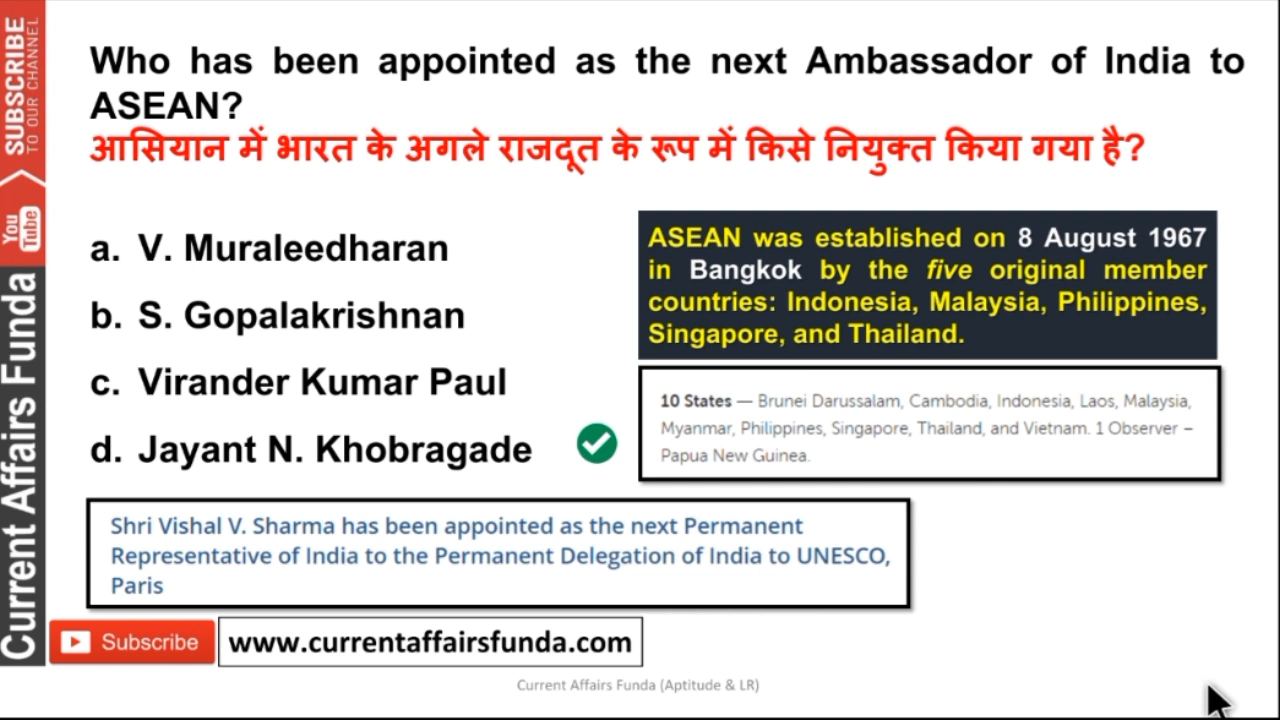 Who has been appointed as the next Ambassador of India to
ASEAN?
आसियान में भारत के अगले राजदूत के रूप में किसे नियुक्त किया गया है?
a. V. Muraleedharan
b. S. Gopalakrishnan
c. Virander Kumar Paul
d. Jayant N. Khobragade
ASEAN was established on 8 August 1967
in Bangkok by the five original member
countries: Indonesia, Malaysia, Philippines,
Singapore, and Thailand.
10 States — Brunei Darussalam, Cambodia, Indonesia, Laos, Malaysia,
Myanmar, Philippines, Singapore, Thailand, and Vietnam. 1 Observer –
Papua New Guinea.
Shri Vishal V. Sharma has been appointed as the next Permanent
Representative of India to the Permanent Delegation of India to UNESCO,
Paris
Subscribe
www.currentaffairsfunda.com
Current Affairs Funda (Aptitude & LR)
SUBSCRIBE
TO OUR CHANNEL
You
Tube
Current Affairs Funda